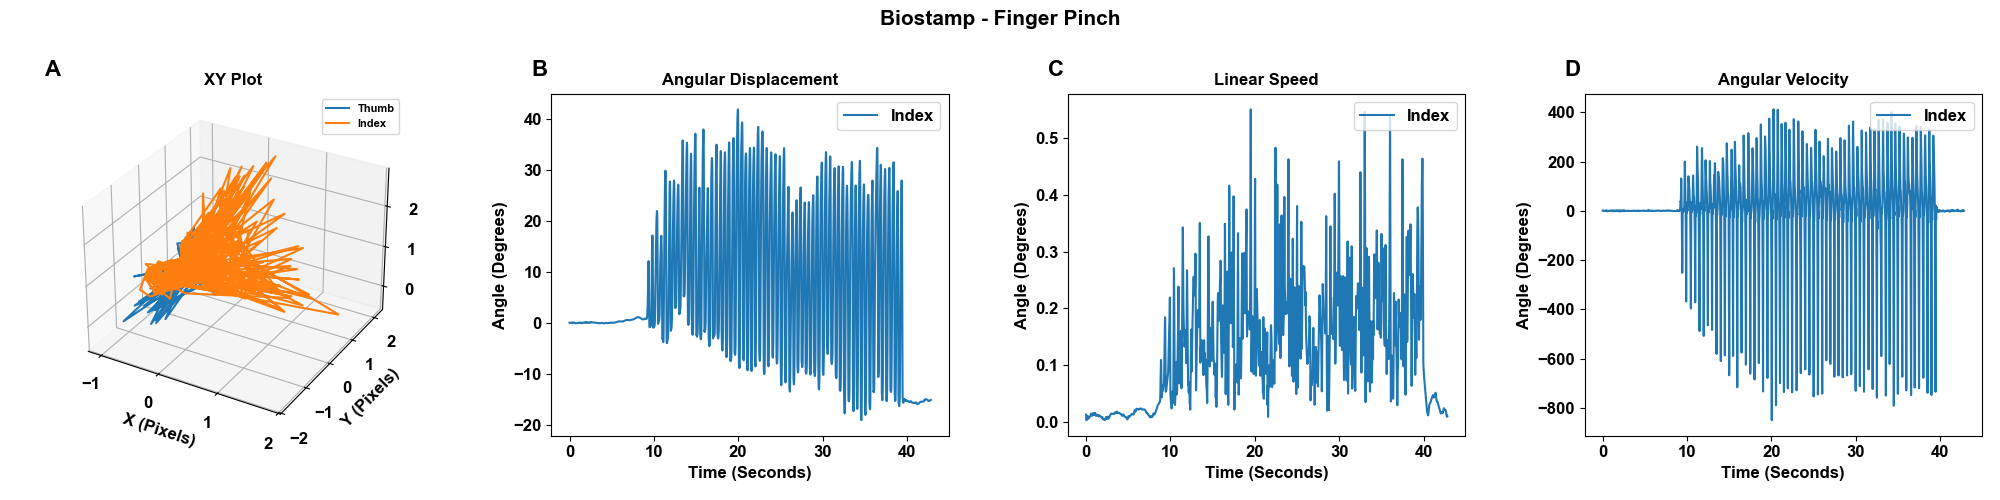 Biostamp - Finger Pinch
A
XY Plot
Thumb
Index
2
1
0
−1
0
1
2
−2
−1
0
1
2
X (Pixels)
Y (Pixels)
B
Angular Displacement
Index
40
30
20
10
0
−10
−20
0
10
20
30
40
Angle (Degrees)
Time (Seconds)
C
Linear Speed
Index
0.5
0.4
0.3
0.2
0.1
0.0
0
10
20
30
40
Angle (Degrees)
Time (Seconds)
D
Angular Velocity
Index
400
200
0
−200
−400
−600
−800
0
10
20
30
40
Angle (Degrees)
Time (Seconds)